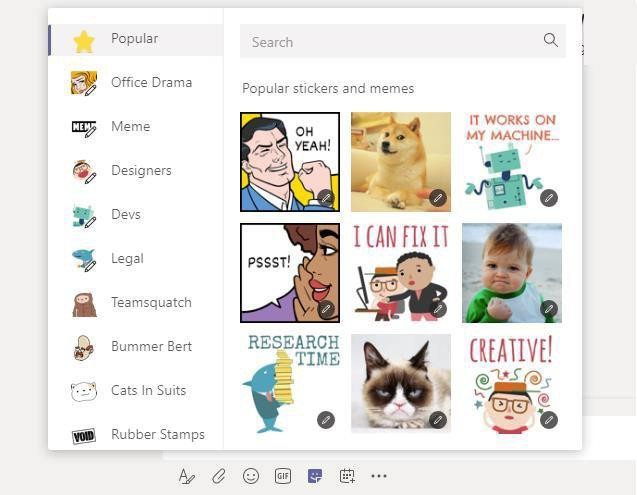 Popular
Office Drama
MEME
Meme
Designers
Devs
Legal
Teamsquatch
Bummer Bert
Cats In Suits
VOID
Rubber Stamps
Search
Popular stickers and memes
OH
YEAH!
IT WORKS ON
MY MACHINE...
PSSST!
I CAN FIX IT
RESEARCH
TIME
CREATIVE!
GIF